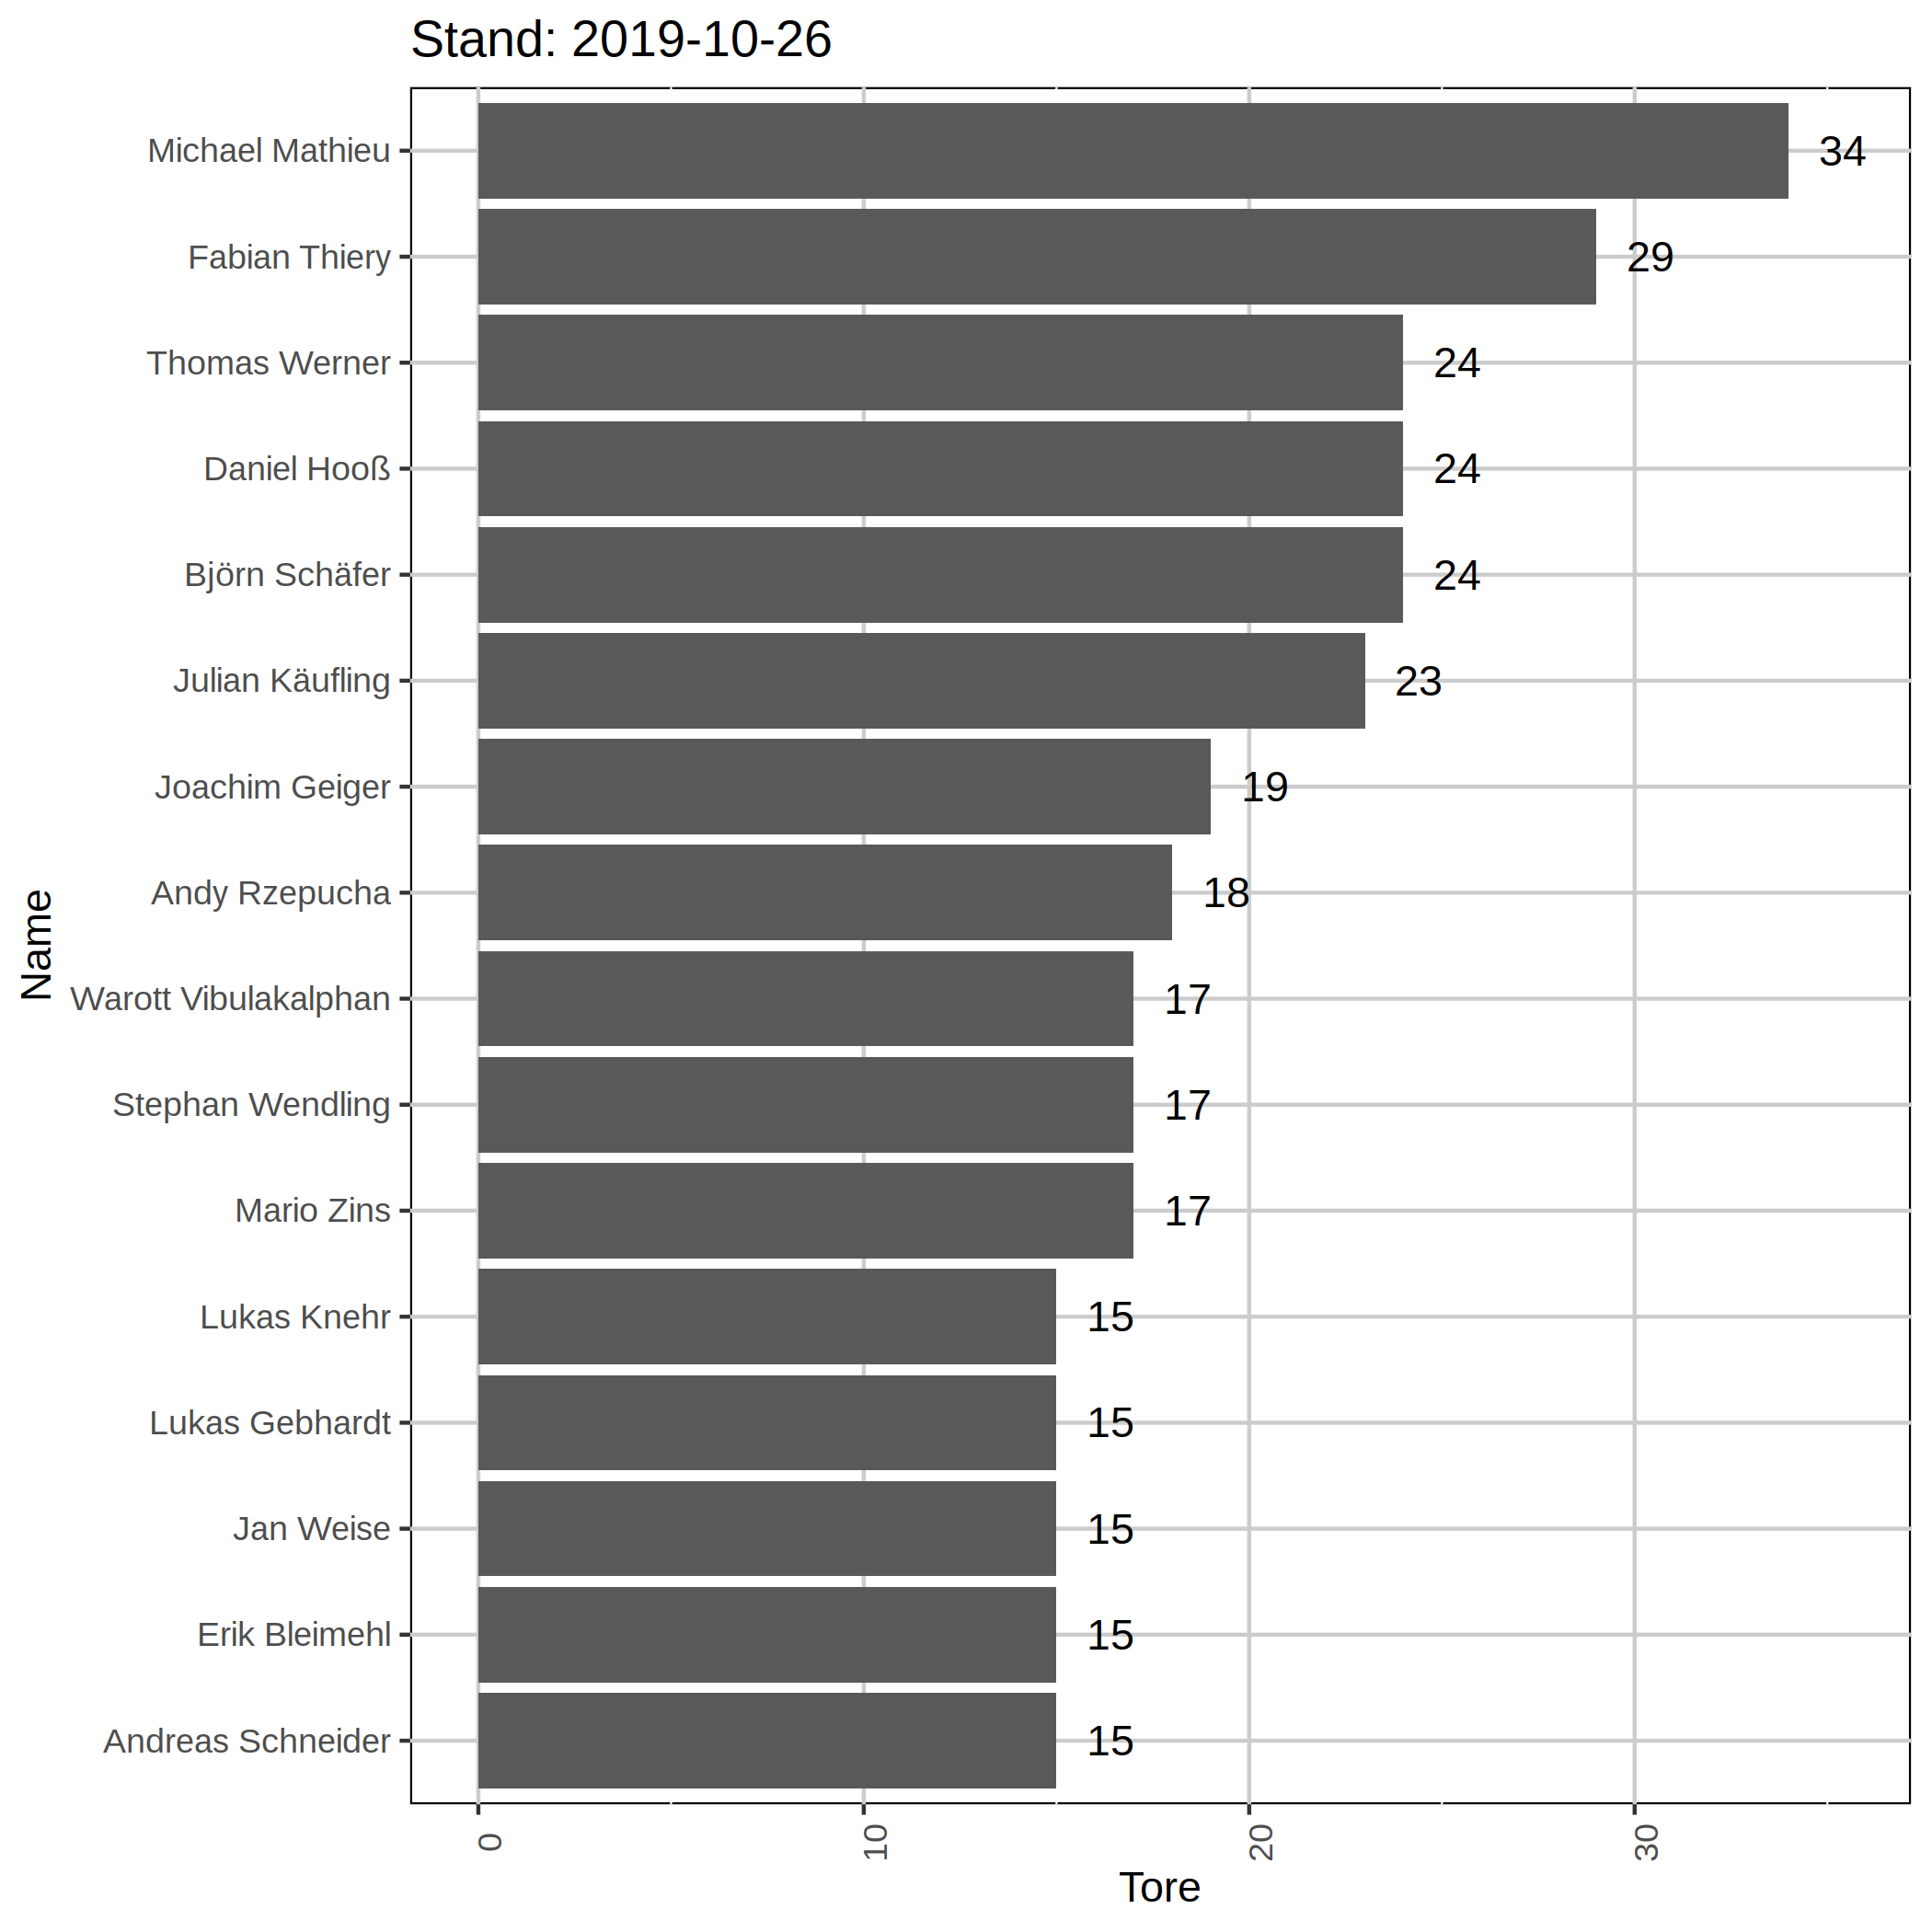 Stand: 2019-10-26
Michael Mathieu 34
Fabian Thiery 29
Thomas Werner 24
Daniel Hooß 24
Björn Schäfer 24
Julian Käufling 23
Joachim Geiger 19
Andy Rzepucha 18
Warott Vibulakalphan 17
Stephan Wendling 17
Mario Zins 17
Lukas Knehr 15
Lukas Gebhardt 15
Jan Weise 15
Erik Bleimehl 15
Andreas Schneider 15
Name
0 10 20 30
Tore